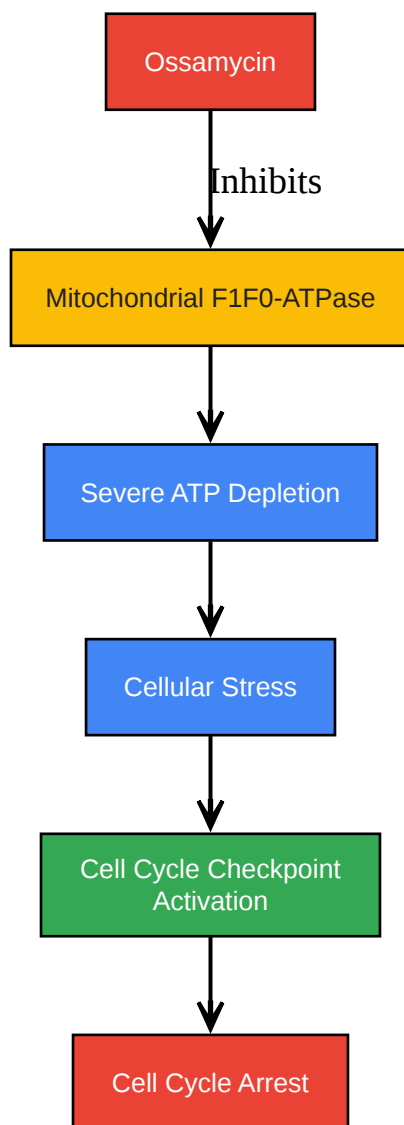 Ossamycin
Inhibits
Mitochondrial F1F0-ATPase
Severe ATP Depletion
Cellular Stress
Cell Cycle Checkpoint
Activation
Cell Cycle Arrest